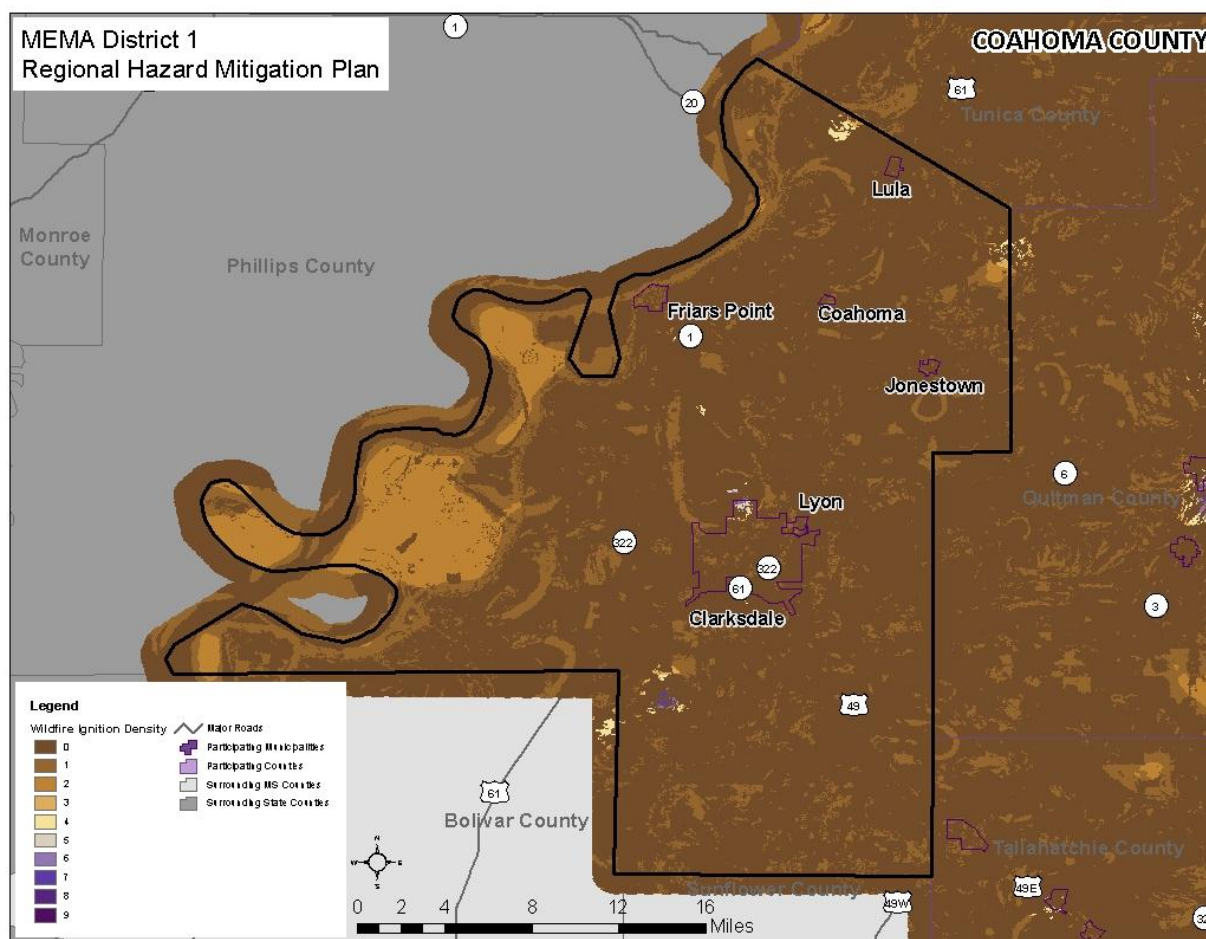 MEMA District 1
Regional Hazard Mitigation Plan
COAHOMA COUNTY
1
20
61
Tunica County
Lula
Monroe
County
Phillips County
Friars Point
Coahoma
1
Jonestown
6
Quitman County
Lyon
322
322
61
Clarksdale
3
49
61
Bolivar County
Tallahatchie County
Sunflower County
49E
49W
32
Legend
Wildfire Ignition Density
0
1
2
3
4
5
6
7
8
9
Major Roads
Participating Municipalities
Participating Counties
Surrounding MS Counties
Surrounding State Counties
N
W
E
S
0 2 4 8 12 16
Miles